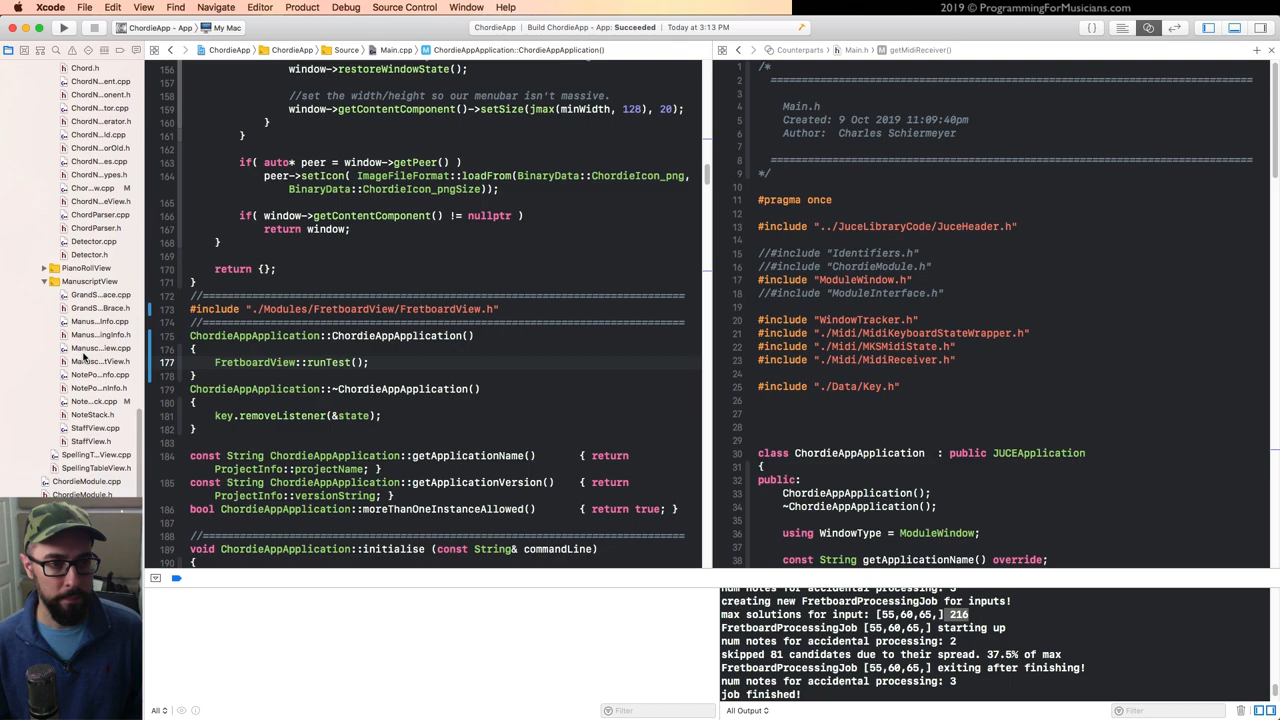 Xcode File Edit View Find Navigate Editor Product Debug Source Control Window Help
2019 © ProgrammingForMusicians.com
ChordieApp - App My Mac
ChordieApp Build ChordieApp: Succeeded Today at 3:13 PM
ChordieApp ChordieApp Source Main.cpp ChordieAppApplication::ChordieAppApplication()
Counterparts Main.h getMidiReceiver()
Chord.h
ChordN...ent.cpp
ChordN...onent.h
ChordN...tor.cpp
ChordN...erator.h
ChordN...ld.cpp
ChordN...orOld.h
ChordN...es.cpp
ChordN...ypes.h
Chor...w.cpp M
ChordN...eView.h
ChordParser.cpp
ChordParser.h
Detector.cpp
Detector.h
PianoRollView
ManuscriptView
GrandS...ace.cpp
GrandS...Brace.h
Manus...Info.cpp
Manus...ingInfo.h
Manusc...iew.cpp
Manusc...tView.h
NotePo...nfo.cpp
NotePo...nInfo.h
Note...ck.cpp M
NoteStack.h
StaffView.cpp
StaffView.h
SpellingT...View.cpp
SpellingTableView.h
ChordieModule.cpp
ChordieModule.h
156 window->restoreWindowState();
157
158 //set the width/height so our menubar isn't massive.
159 window->getContentComponent()->setSize(jmax(minWidth, 128), 20);
160 }
161 }
162
163 if( auto* peer = window->getPeer() )
164 peer->setIcon( ImageFileFormat::loadFrom(BinaryData::ChordieIcon_png,
BinaryData::ChordieIcon_pngSize));
165
166 if( window->getContentComponent() != nullptr )
167 return window;
168 }
169
170 return {};
171 }
172 //==============================================================================
173 #include "./Modules/FretboardView/FretboardView.h"
174 //==============================================================================
175 ChordieAppApplication::ChordieAppApplication()
176 {
177 FretboardView::runTest();
178 }
179 ChordieAppApplication::~ChordieAppApplication()
180 {
181 key.removeListener(&state);
182 }
183
184 const String ChordieAppApplication::getApplicationName() { return
ProjectInfo::projectName; }
185 const String ChordieAppApplication::getApplicationVersion() { return
ProjectInfo::versionString; }
186 bool ChordieAppApplication::moreThanOneInstanceAllowed() { return true; }
187
188 //==============================================================================
189 void ChordieAppApplication::initialise (const String& commandLine)
190 {
1 /*
2 ==============================================================================
3
4 Main.h
5 Created: 9 Oct 2019 11:09:40pm
6 Author: Charles Schiermeyer
7
8 ==============================================================================
9 */
10
11 #pragma once
12
13 #include "../JuceLibraryCode/JuceHeader.h"
14
15 //#include "Identifiers.h"
16 //#include "ChordieModule.h"
17 #include "ModuleWindow.h"
18 //#include "ModuleInterface.h"
19
20 #include "WindowTracker.h"
21 #include "./Midi/MidiKeyboardStateWrapper.h"
22 #include "./Midi/MKSMidiState.h"
23 #include "./Midi/MidiReceiver.h"
24
25 #include "./Data/Key.h"
26
27
28
29
30 class ChordieAppApplication : public JUCEApplication
31 {
32 public:
33 ChordieAppApplication();
34 ~ChordieAppApplication();
35
36 using WindowType = ModuleWindow;
37
38 const String getApplicationName() override;
num notes for accidental processing: 3
creating new FretboardProcessingJob for inputs!
max solutions for input: [55,60,65,] 216
FretboardProcessingJob [55,60,65,] starting up
num notes for accidental processing: 2
skipped 81 candidates due to their spread. 37.5% of max
FretboardProcessingJob [55,60,65,] exiting after finishing!
num notes for accidental processing: 3
job finished!
All Filter All Output Filter